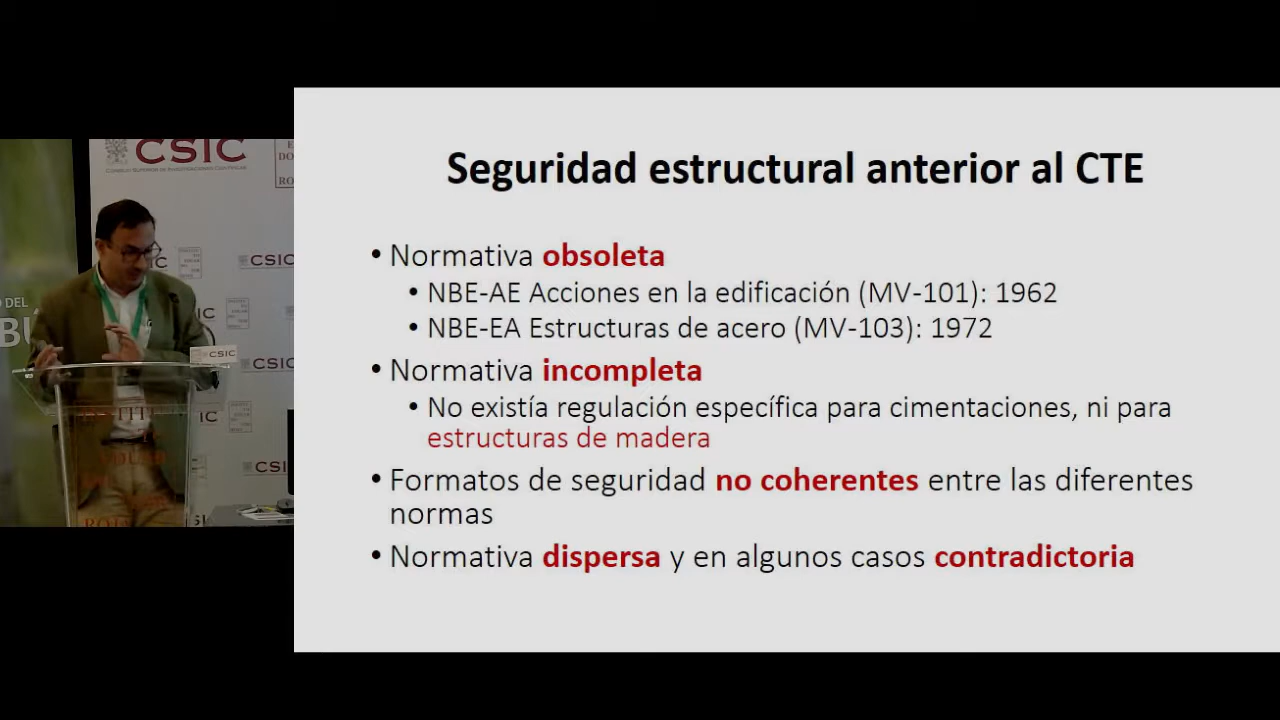 CSIC
CSIC
CSIC
CSIC
CSIC
Seguridad estructural anterior al CTE
• Normativa obsoleta
• NBE-AE Acciones en la edificación (MV-101): 1962
• NBE-EA Estructuras de acero (MV-103): 1972
• Normativa incompleta
• No existía regulación específica para cimentaciones, ni para
estructuras de madera
• Formatos de seguridad no coherentes entre las diferentes
normas
• Normativa dispersa y en algunos casos contradictoria